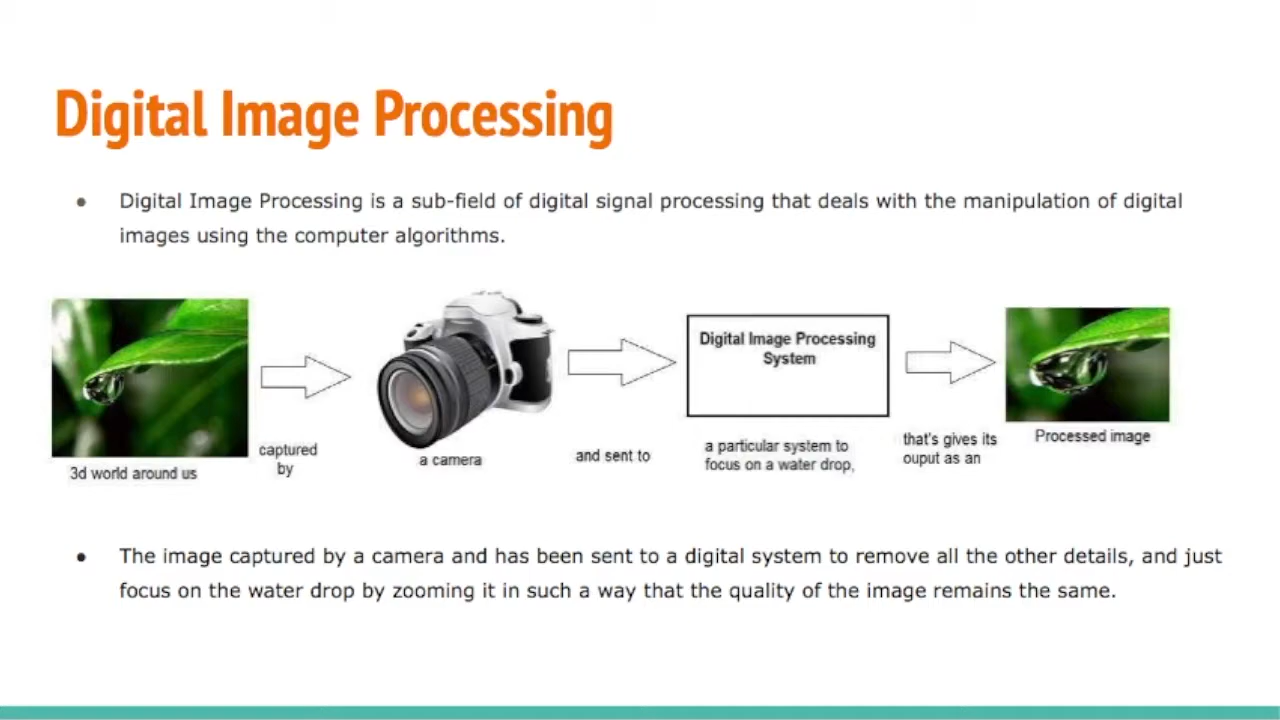 Digital Image Processing
Digital Image Processing is a sub-field of digital signal processing that deals with the manipulation of digital
images using the computer algorithms.
Digital Image Processing
System
3d world around us
captured
by
a camera
and sent to
a particular system to
focus on a water drop,
that's gives its
ouput as an
Processed image
The image captured by a camera and has been sent to a digital system to remove all the other details, and just
focus on the water drop by zooming it in such a way that the quality of the image remains the same.